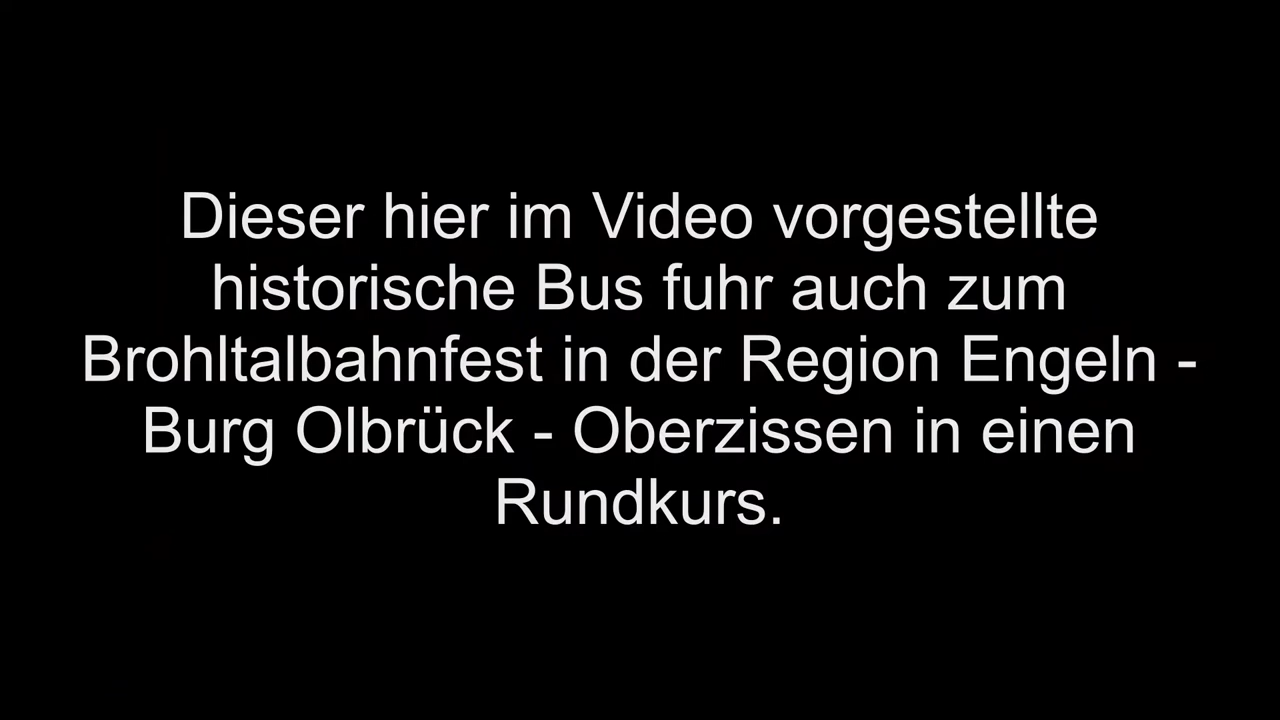 Dieser hier im Video vorgestellte
historische Bus fuhr auch zum
Brohltalbahnfest in der Region Engeln -
Burg Olbrück - Oberzissen in einen
Rundkurs.